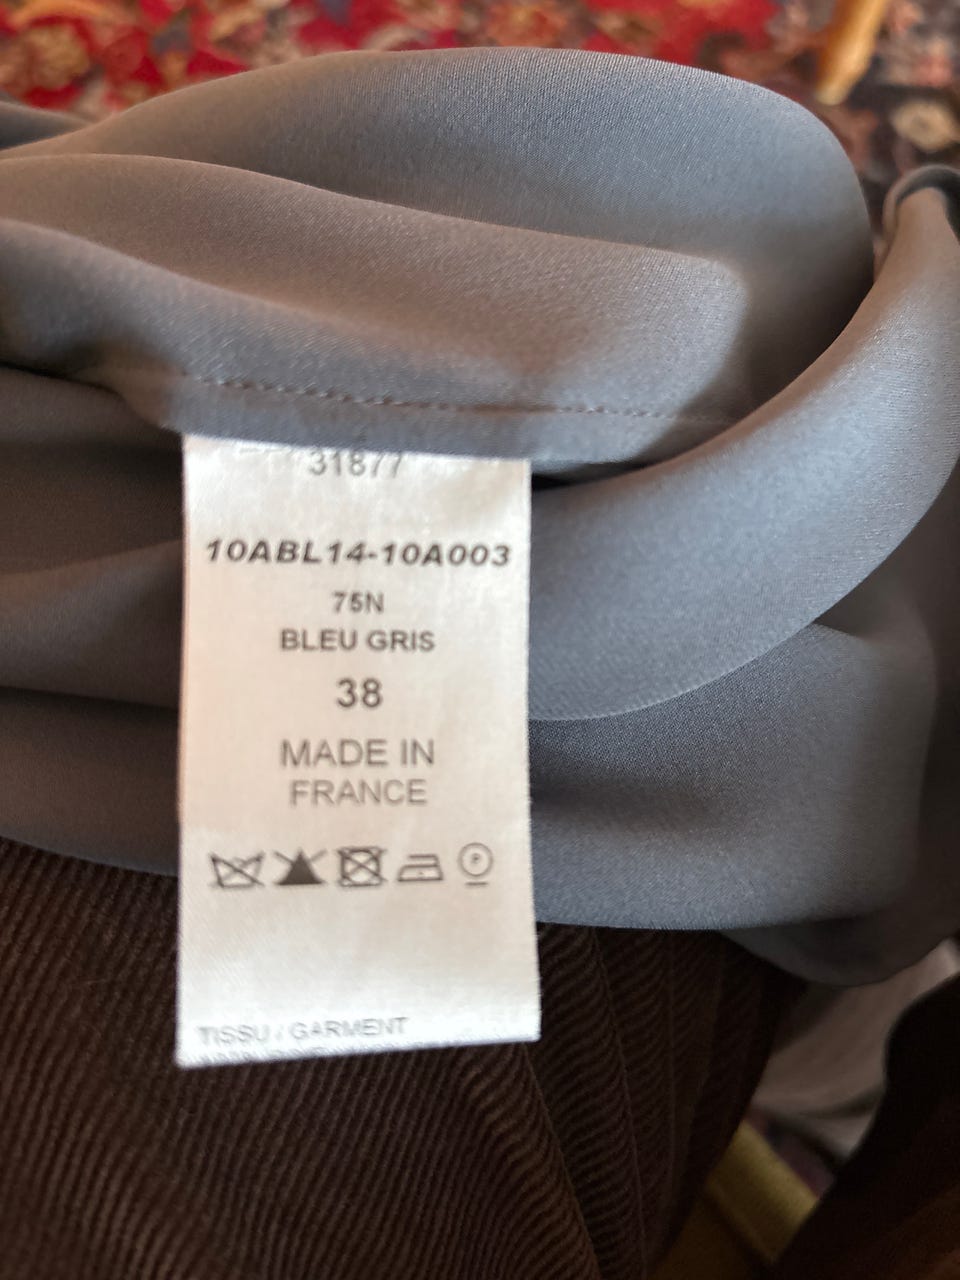 31877
10ABL14-10A003
75N
BLEU GRIS
38
MADE IN
FRANCE
P
TISSU / GARMENT